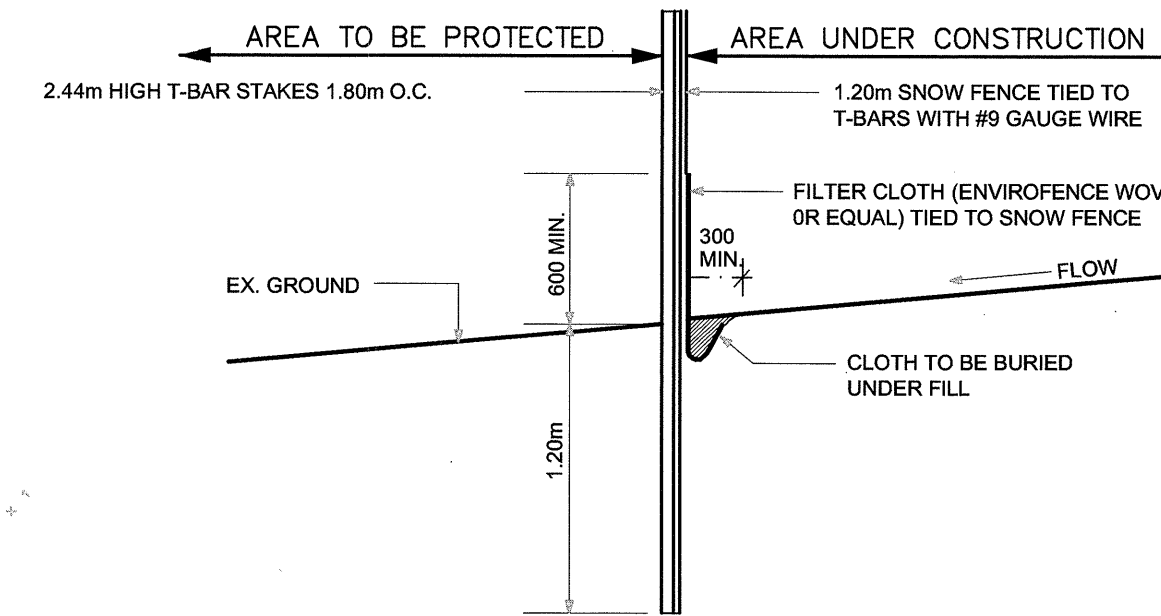 AREA TO BE PROTECTED
AREA UNDER CONSTRUCTION
2.44m HIGH T-BAR STAKES 1.80m O.C.
1.20m SNOW FENCE TIED TO
T-BARS WITH #9 GAUGE WIRE
FILTER CLOTH (ENVIROFENCE WOV
0R EQUAL) TIED TO SNOW FENCE
600 MIN.
300
MIN.
EX. GROUND
FLOW
CLOTH TO BE BURIED
UNDER FILL
1.20m